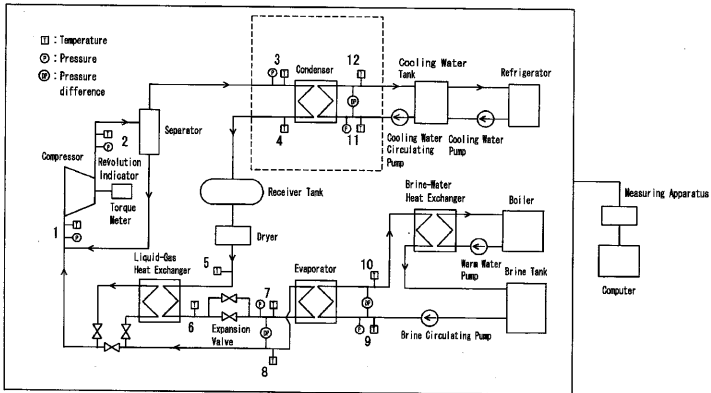 T : Temperature
P : Pressure
DP : Pressure
difference
3
P
T
Condenser
12
T
Cooling Water
Tank
Refrigerator
DP
2
T
P
Separator
4
T
P
T
11
Cooling Water
Circulating
Pump
Cooling Water
Pump
Compressor
Revolution
Indicator
Torque
Meter
Receiver Tank
Brine-Water
Heat Exchanger
Boiler
Measuring Apparatus
1
T
P
Dryer
Liquid-Gas
Heat Exchanger
5
T
Evaporator
10
T
Warm Water
Pump
Brine Tank
Computer
7
P
T
T
6
Expansion
Valve
DP
DP
P
T
9
Brine Circulating Pump
T
8